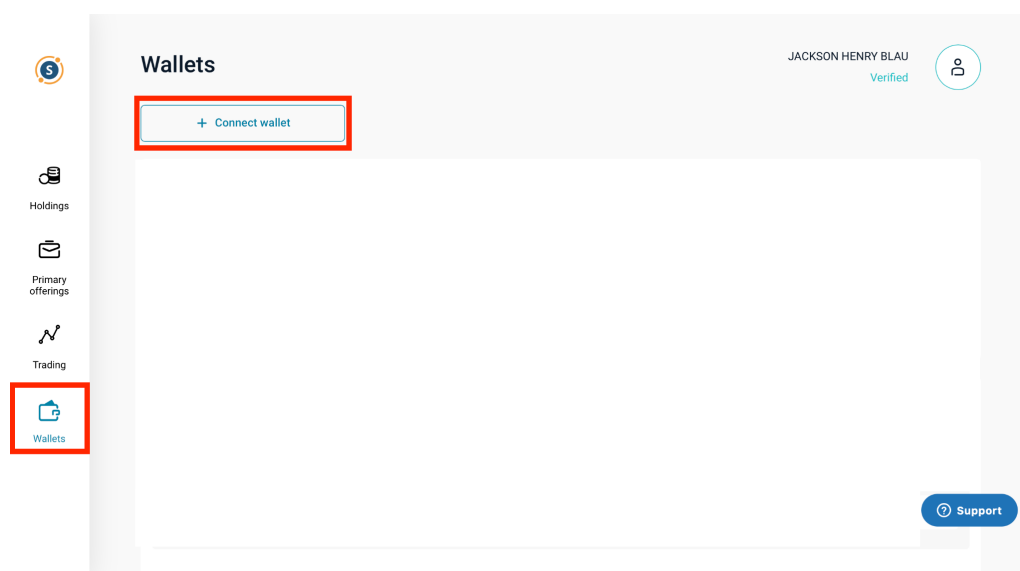 Wallets
JACKSON HENRY BLAU
Verified
S
+ Connect wallet
Holdings
Primary
offerings
Trading
Wallets
? Support